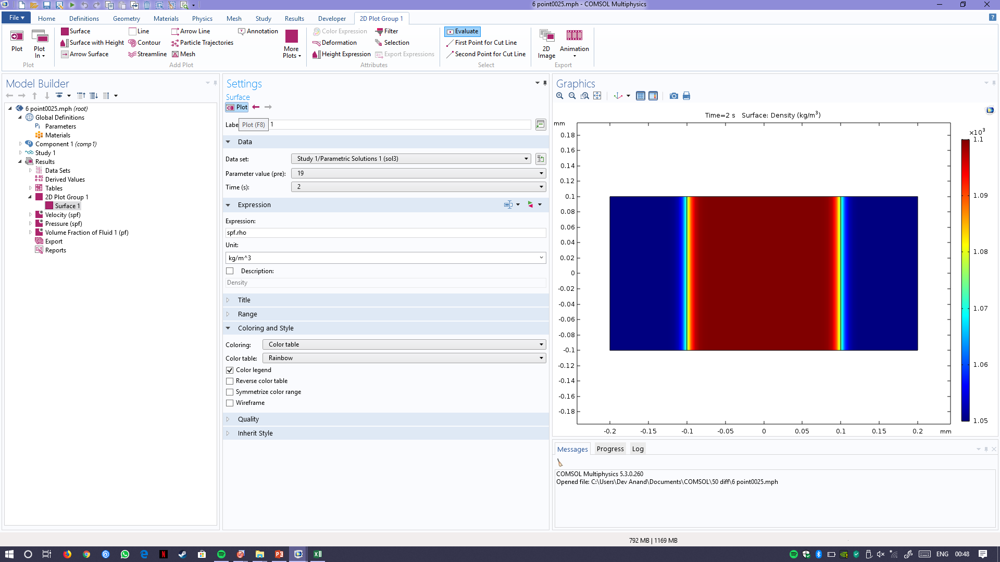 6 point0025.mph - COMSOL Multiphysics
File
Home
Definitions
Geometry
Materials
Physics
Mesh
Study
Results
Developer
2D Plot Group 1
Plot
Plot In
Plot
Surface
Surface with Height
Arrow Surface
Line
Contour
Streamline
Arrow Line
Particle Trajectories
Mesh
Annotation
More Plots
Add Plot
Color Expression
Deformation
Height Expression
Filter
Selection
Export Expressions
Attributes
Evaluate
First Point for Cut Line
Second Point for Cut Line
Select
2D Image
Animation
Export
Model Builder
6 point0025.mph (root)
Global Definitions
Pi Parameters
Materials
Component 1 (comp1)
Study 1
Results
Data Sets
8.85 e-12 Derived Values
Tables
2D Plot Group 1
Surface 1
Velocity (spf)
Pressure (spf)
Volume Fraction of Fluid 1 (pf)
Export
Reports
Settings
Surface
Plot
Labe
Plot (F8)
1
Data
Data set: Study 1/Parametric Solutions 1 (sol3)
Parameter value (pre): 19
Time (s): 2
Expression
Expression:
spf.rho
Unit:
kg/m^3
Description:
Density
Title
Range
Coloring and Style
Coloring: Color table
Color table: Rainbow
Color legend
Reverse color table
Symmetrize color range
Wireframe
Quality
Inherit Style
Graphics
Time=2 s Surface: Density (kg/m³)
mm
0.18
0.16
0.14
0.12
0.1
0.08
0.06
0.04
0.02
0
-0.02
-0.04
-0.06
-0.08
-0.1
-0.12
-0.14
-0.16
-0.18
-0.2 -0.15 -0.1 -0.05 0 0.05 0.1 0.15 0.2 mm
×10³
1.1
1.09
1.08
1.07
1.06
1.05
Messages
Progress
Log
COMSOL Multiphysics 5.3.0.260
Opened file: C:\Users\Dev Anand\Documents\COMSOL\50 diff\6 point0025.mph
792 MB | 1169 MB
ENG
00:48